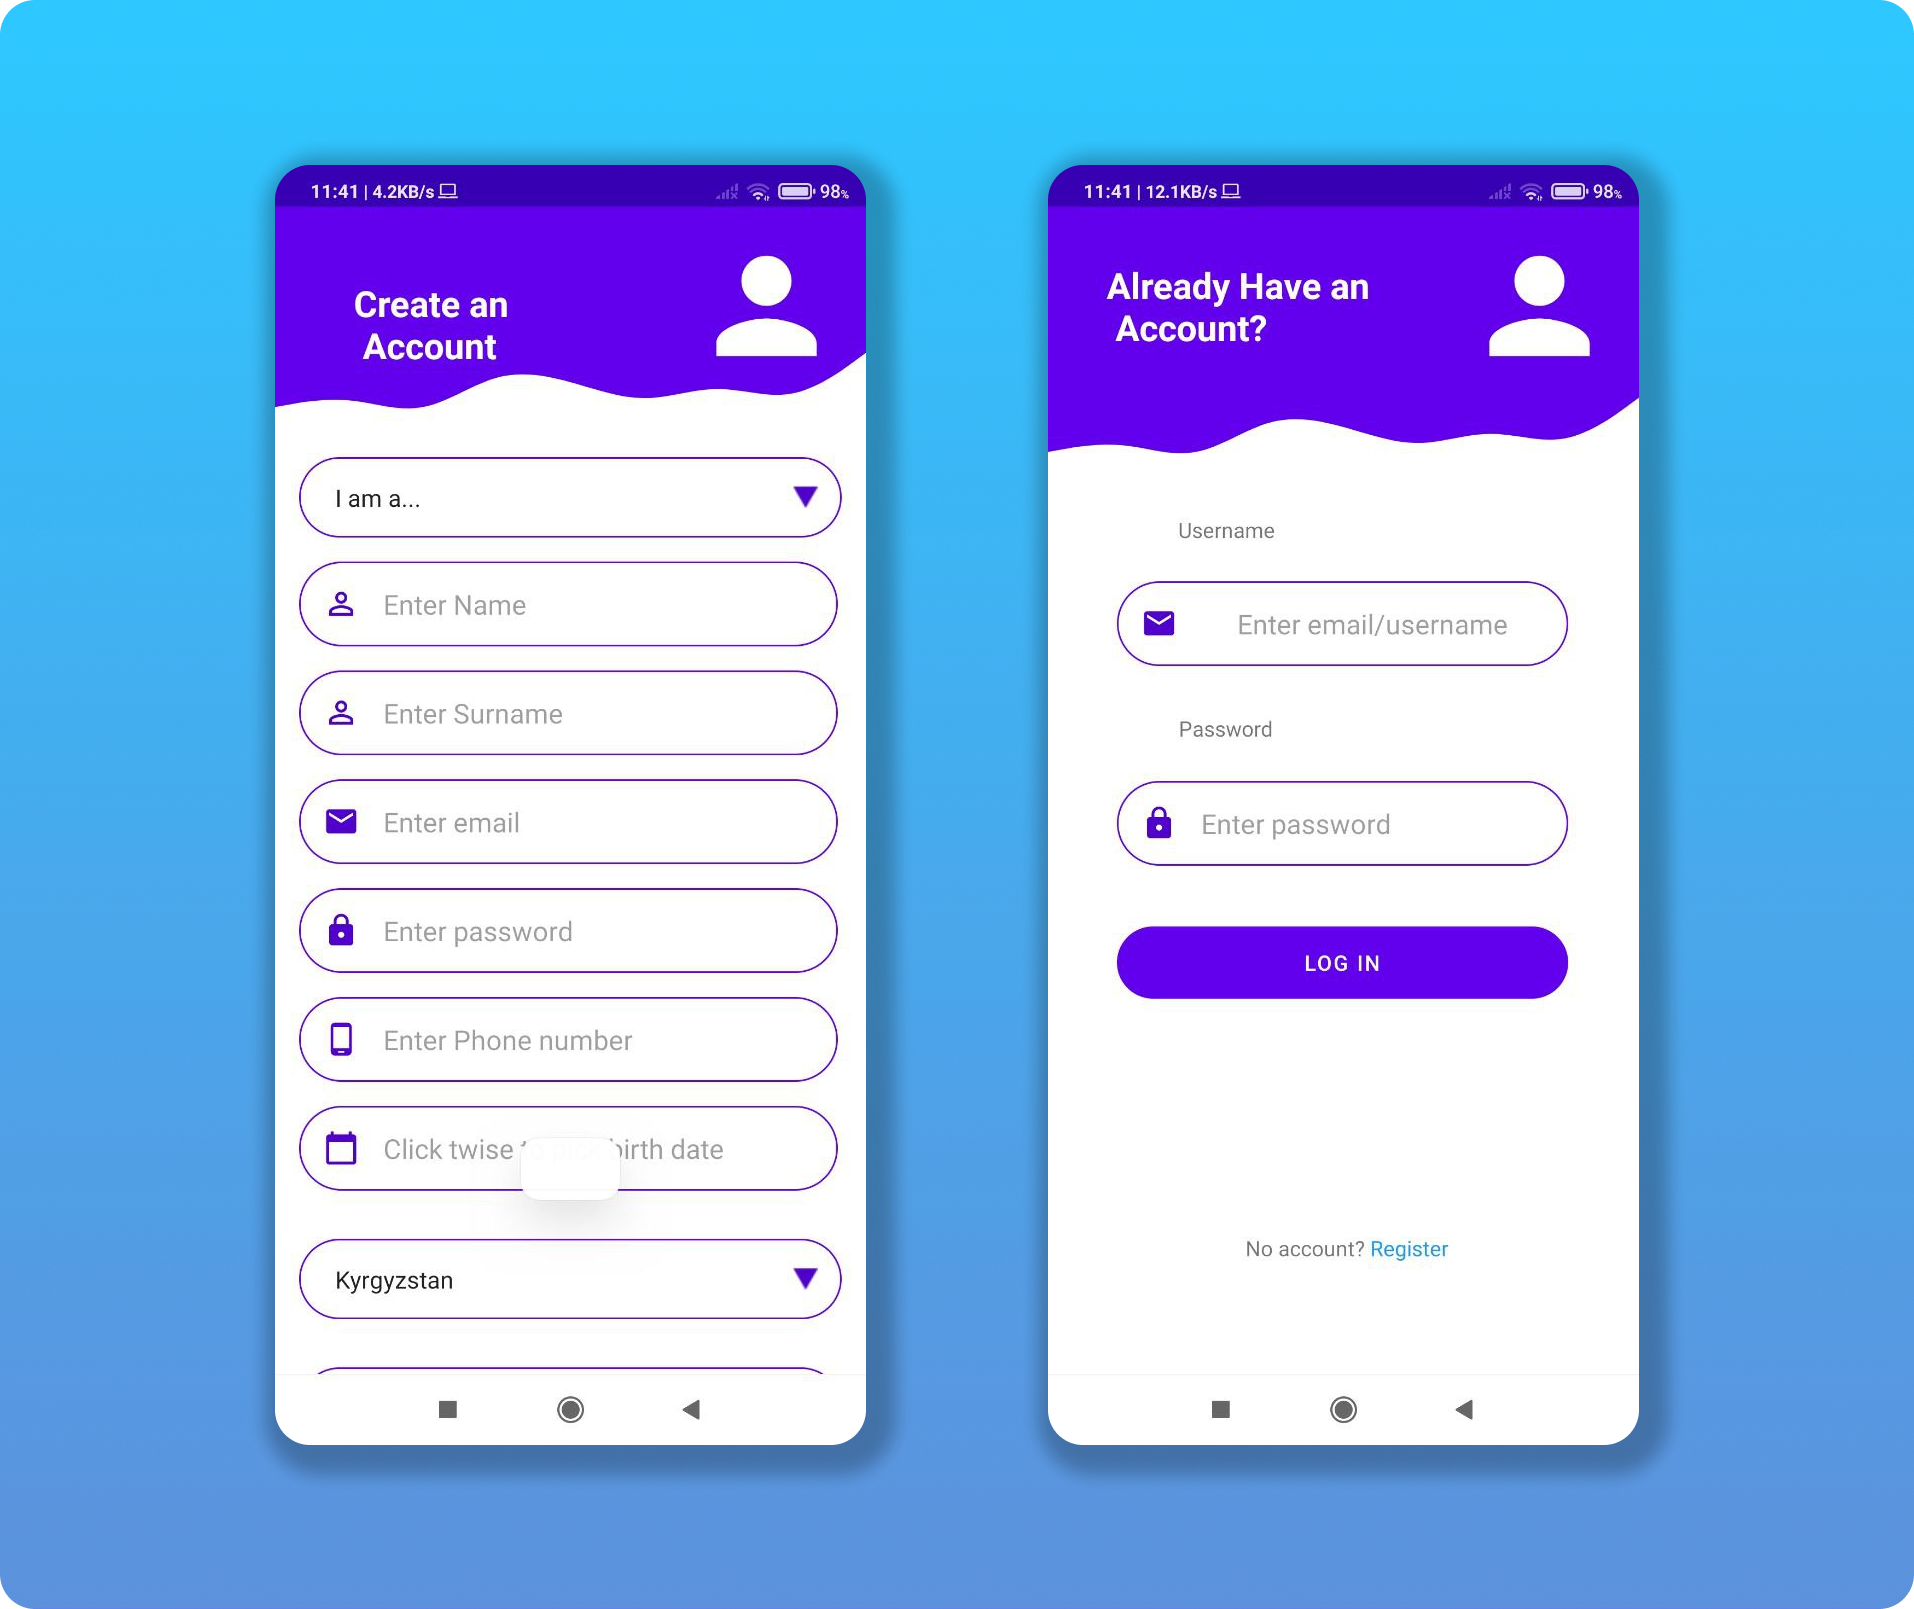 11:41 | 4.2KB/s
98%
Create an
Account
I am a...
Enter Name
Enter Surname
Enter email
Enter password
Enter Phone number
Click twise birth date
Kyrgyzstan
11:41 | 12.1KB/s
98%
Already Have an
Account?
Username
Enter email/username
Password
Enter password
LOG IN
No account? Register